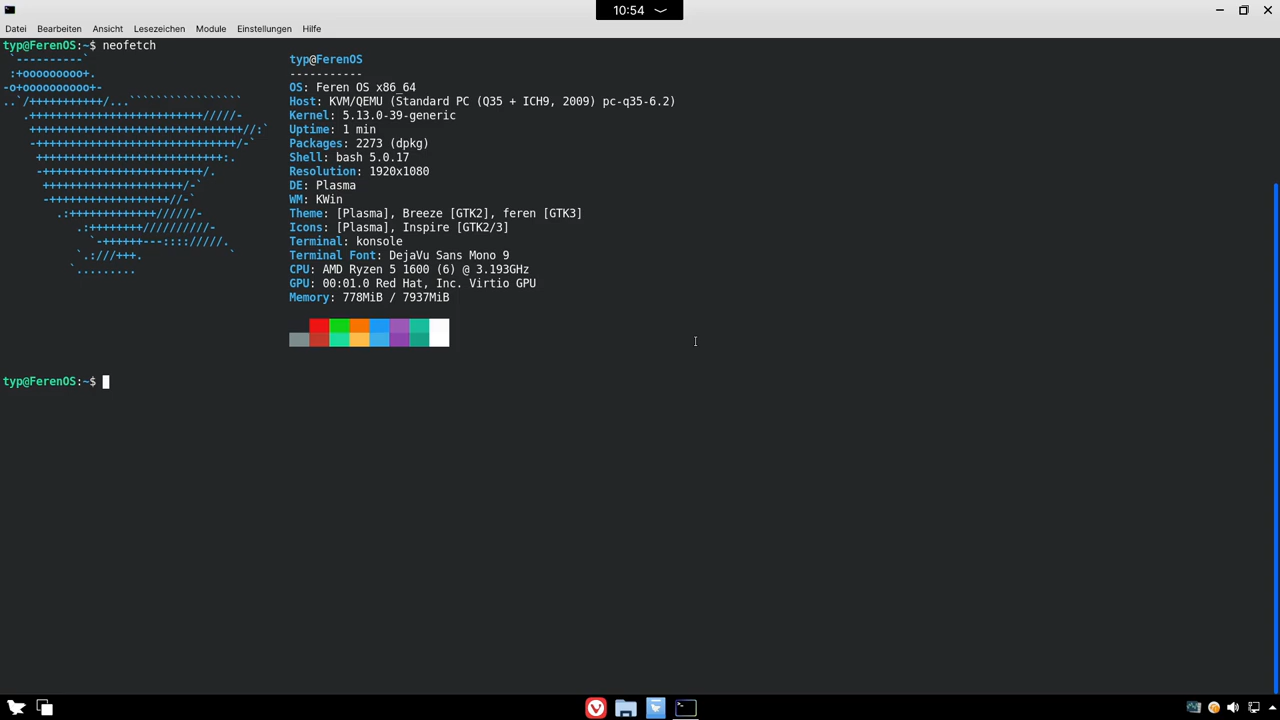 10:54
Datei Bearbeiten Ansicht Lesezeichen Module Einstellungen Hilfe
typ@FerenOS:~$ neofetch
typ@FerenOS
-----------
OS: Feren OS x86_64
Host: KVM/QEMU (Standard PC (Q35 + ICH9, 2009) pc-q35-6.2)
Kernel: 5.13.0-39-generic
Uptime: 1 min
Packages: 2273 (dpkg)
Shell: bash 5.0.17
Resolution: 1920x1080
DE: Plasma
WM: KWin
Theme: [Plasma], Breeze [GTK2], feren [GTK3]
Icons: [Plasma], Inspire [GTK2/3]
Terminal: konsole
Terminal Font: DejaVu Sans Mono 9
CPU: AMD Ryzen 5 1600 (6) @ 3.193GHz
GPU: 00:01.0 Red Hat, Inc. Virtio GPU
Memory: 778MiB / 7937MiB
typ@FerenOS:~$